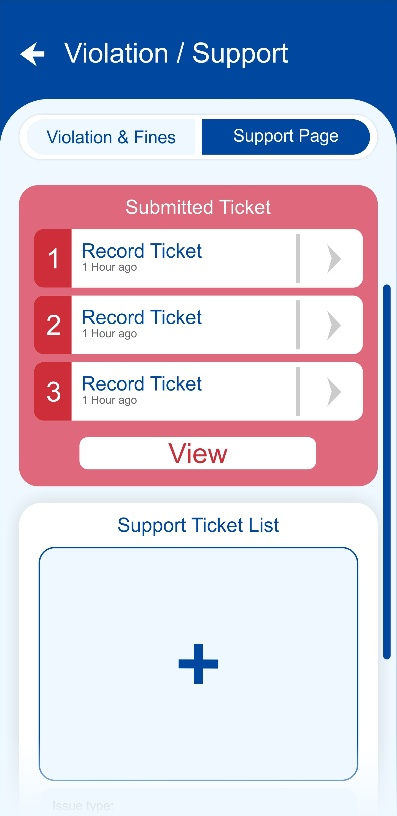 Violation / Support
Violation & Fines
Support Page
Submitted Ticket
1
Record Ticket
1 Hour ago
2
Record Ticket
1 Hour ago
3
Record Ticket
1 Hour ago
View
Support Ticket List
Issue type: